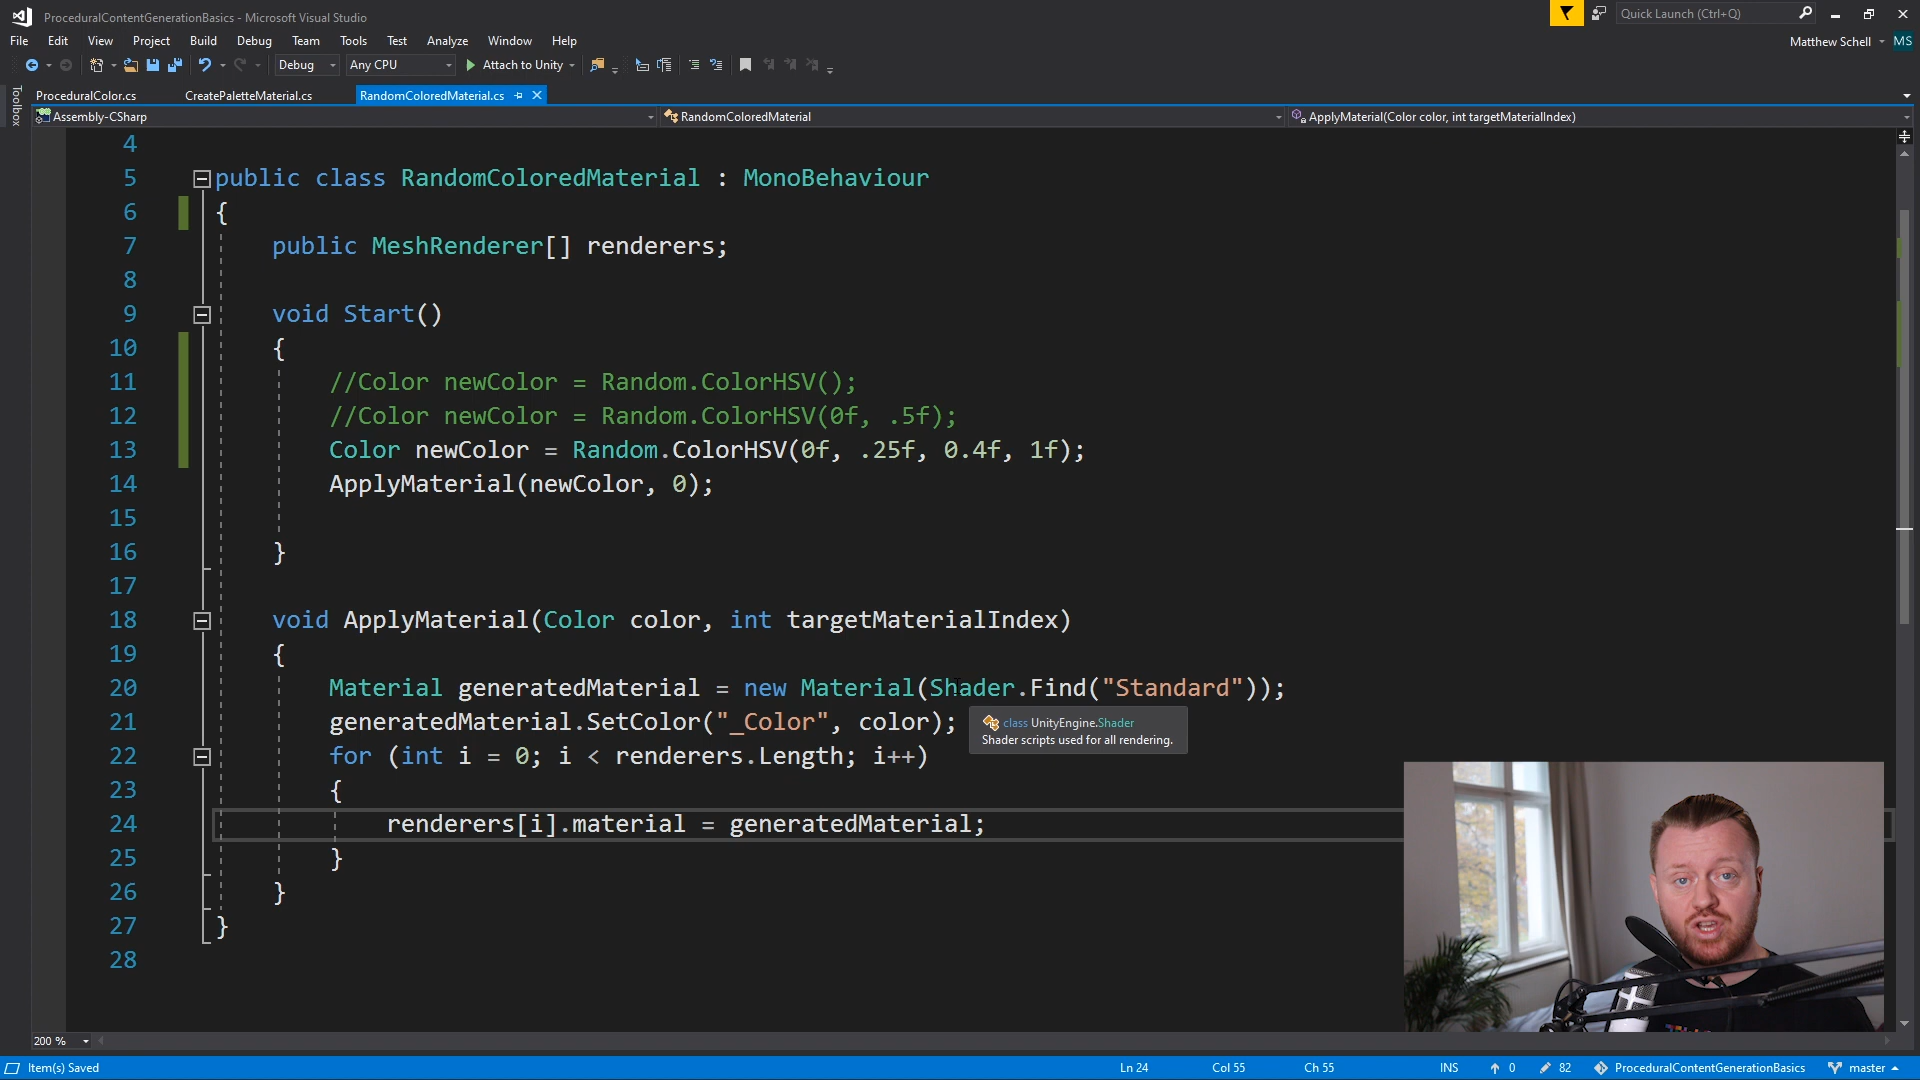 ProceduralContentGenerationBasics - Microsoft Visual Studio
Quick Launch (Ctrl+Q)
File Edit View Project Build Debug Team Tools Test Analyze Window Help
Matthew Schell MS
Debug Any CPU Attach to Unity
Toolbox
ProceduralColor.cs CreatePaletteMaterial.cs RandomColoredMaterial.cs
Assembly-CSharp RandomColoredMaterial ApplyMaterial(Color color, int targetMaterialIndex)
4
5 public class RandomColoredMaterial : MonoBehaviour
6 {
7 public MeshRenderer[] renderers;
8
9 void Start()
10 {
11 //Color newColor = Random.ColorHSV();
12 //Color newColor = Random.ColorHSV(0f, .5f);
13 Color newColor = Random.ColorHSV(0f, .25f, 0.4f, 1f);
14 ApplyMaterial(newColor, 0);
15
16 }
17
18 void ApplyMaterial(Color color, int targetMaterialIndex)
19 {
20 Material generatedMaterial = new Material(Shader.Find("Standard"));
21 generatedMaterial.SetColor("_Color", color);
class UnityEngine.Shader
Shader scripts used for all rendering.
22 for (int i = 0; i < renderers.Length; i++)
23 {
24 renderers[i].material = generatedMaterial;
25 }
26 }
27 }
28
200 %
Item(s) Saved Ln 24 Col 55 Ch 55 INS 0 82 ProceduralContentGenerationBasics master